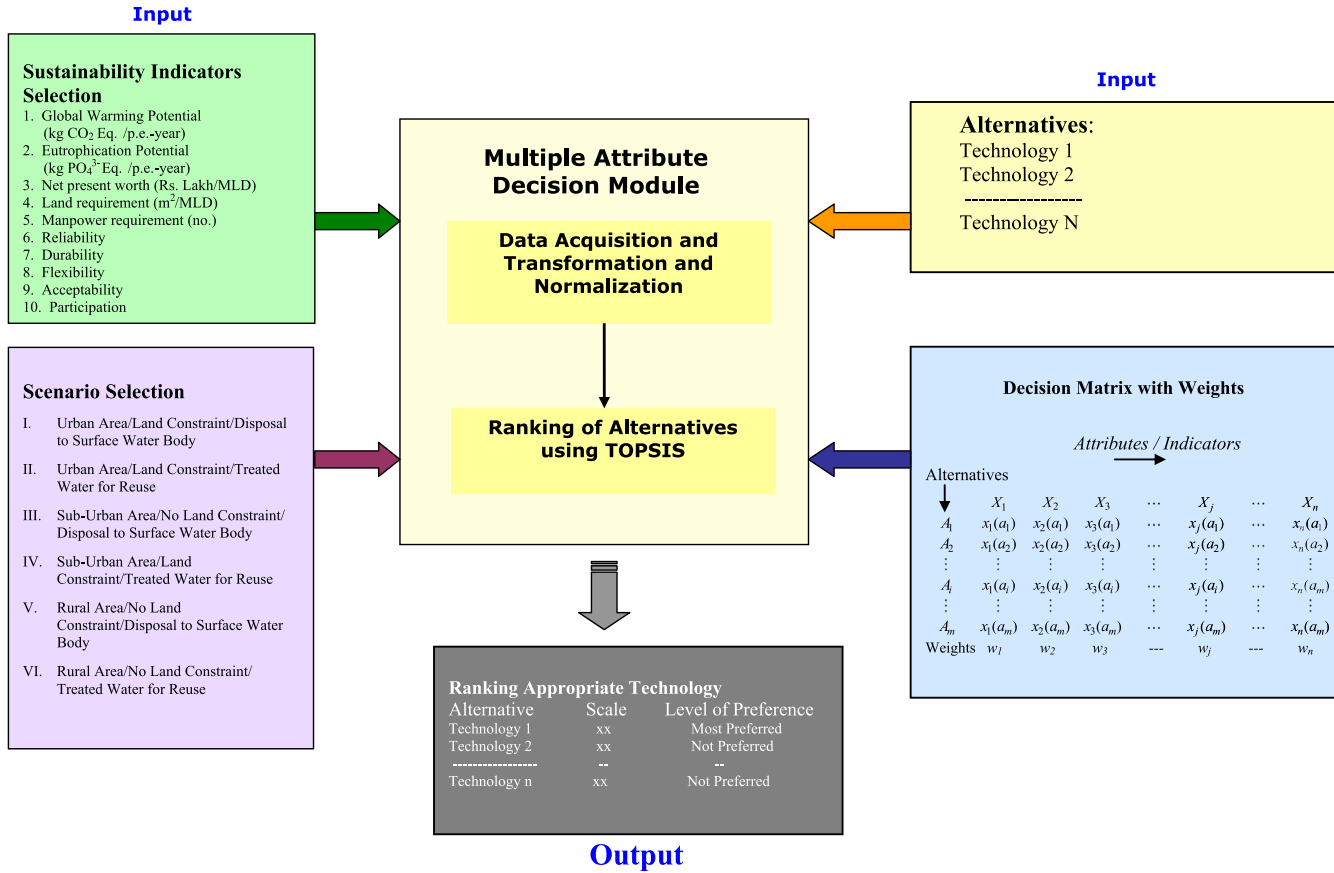 Input
Sustainability Indicators
Selection
1. Global Warming Potential
(kg CO₂ Eq. /p.e.-year)
2. Eutrophication Potential
(kg PO₄³⁻ Eq. /p.e.-year)
3. Net present worth (Rs. Lakh/MLD)
4. Land requirement (m²/MLD)
5. Manpower requirement (no.)
6. Reliability
7. Durability
8. Flexibility
9. Acceptability
10. Participation
Scenario Selection
I. Urban Area/Land Constraint/Disposal
to Surface Water Body
II. Urban Area/Land Constraint/Treated
Water for Reuse
III. Sub-Urban Area/No Land Constraint/
Disposal to Surface Water Body
IV. Sub-Urban Area/Land
Constraint/Treated Water for Reuse
V. Rural Area/No Land
Constraint/Disposal to Surface Water
Body
VI. Rural Area/No Land Constraint/
Treated Water for Reuse
Multiple Attribute
Decision Module
Data Acquisition and
Transformation and
Normalization
Ranking of Alternatives
using TOPSIS
Input
Alternatives:
Technology 1
Technology 2
-----------------
Technology N
Decision Matrix with Weights
Attributes / Indicators
Alternatives
X₁ X₂ X₃ ... Xⱼ ... Xₙ
A₁ x₁(a₁) x₂(a₁) x₃(a₁) ... xⱼ(a₁) ... xₙ(a₁)
A₂ x₁(a₂) x₂(a₂) x₃(a₂) ... xⱼ(a₂) ... xₙ(a₂)
⋮ ⋮ ⋮ ⋮ ⋮ ⋮ ⋮ ⋮
Aᵢ x₁(aᵢ) x₂(aᵢ) x₃(aᵢ) ⋮ xⱼ(aᵢ) ⋮ xₙ(aₘ)
⋮ ⋮ ⋮ ⋮ ⋮ ⋮ ⋮ ⋮
Aₘ x₁(aₘ) x₂(aₘ) x₃(aₘ) ... xⱼ(aₘ) ... xₙ(aₘ)
Weights w₁ w₂ w₃ --- wⱼ --- wₙ
Ranking Appropriate Technology
Alternative Scale Level of Preference
Technology 1 xx Most Preferred
Technology 2 xx Not Preferred
----------------- -- --
Technology n xx Not Preferred
Output